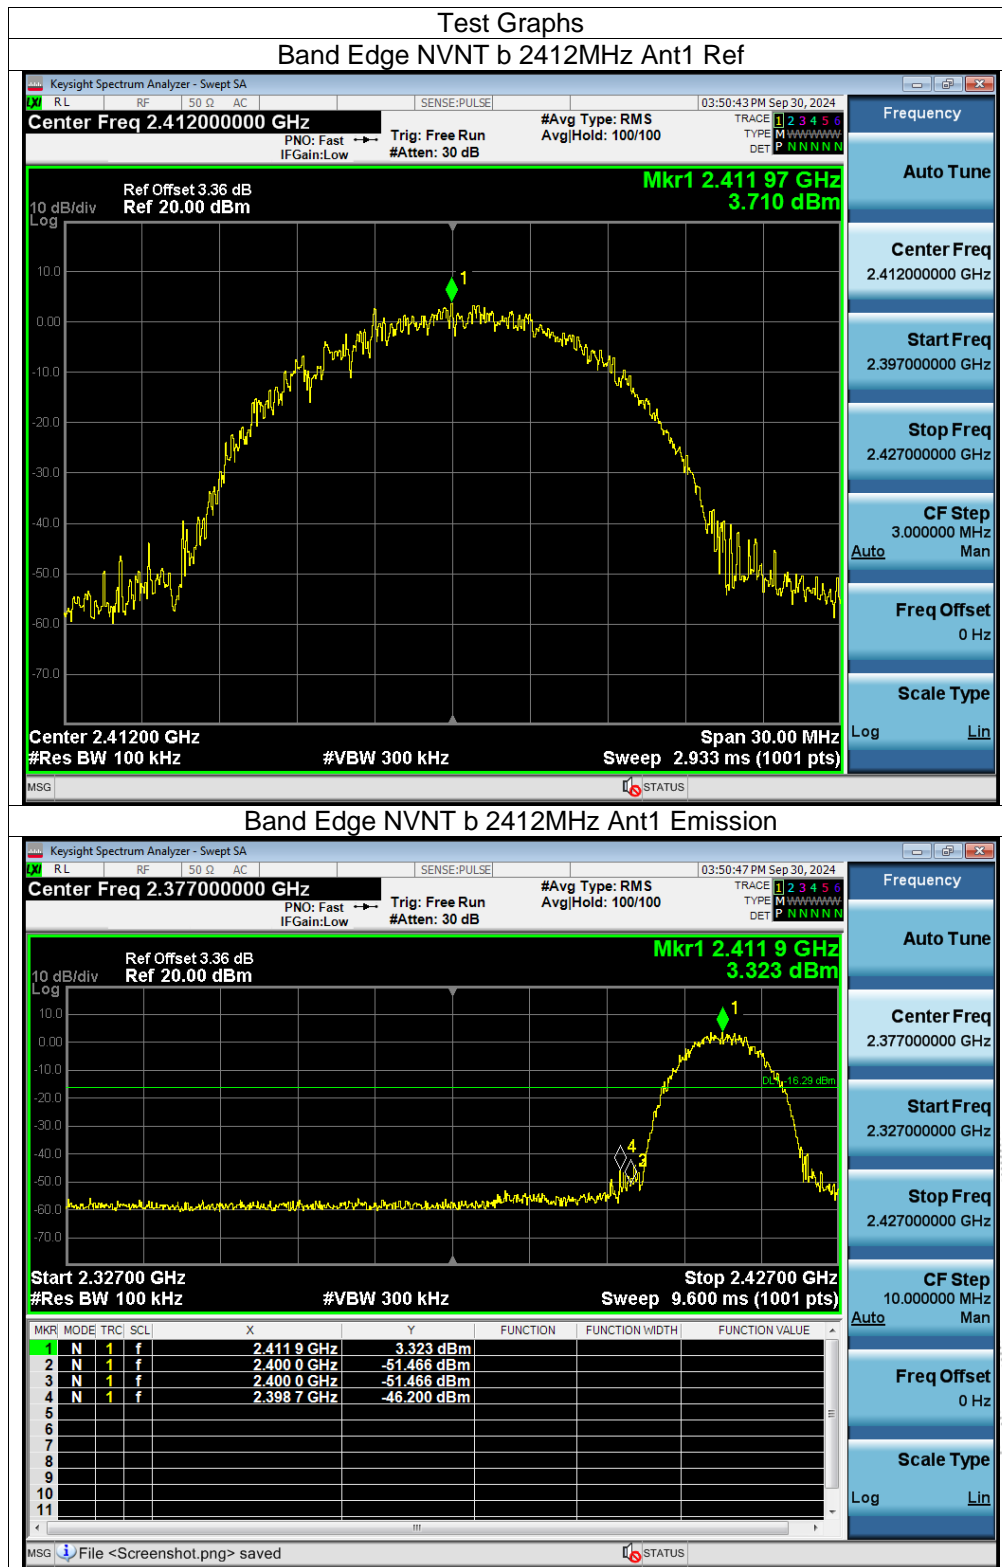 Test Graphs
Band Edge NVNT b 2412MHz Ant1 Ref
Keysight Spectrum Analyzer - Swept SA
LXI RL RF 50 Ω AC SENSE:PULSE 03:50:43 PM Sep 30, 2024
Center Freq 2.412000000 GHz
PNO: Fast
IFGain:Low
Trig: Free Run
#Atten: 30 dB
#Avg Type: RMS
Avg|Hold: 100/100
TRACE 1 2 3 4 5 6
TYPE M WWWWW
DET P N N N N N
Frequency
Auto Tune
Center Freq
2.412000000 GHz
Start Freq
2.397000000 GHz
Stop Freq
2.427000000 GHz
CF Step
3.000000 MHz
Auto Man
Freq Offset
0 Hz
Scale Type
Log Lin
Mkr1 2.411 97 GHz
3.710 dBm
Ref Offset 3.36 dB
10 dB/div Ref 20.00 dBm
Log
1
10.0
0.00
-10.0
-20.0
-30.0
-40.0
-50.0
-60.0
-70.0
Center 2.41200 GHz Span 30.00 MHz
#Res BW 100 kHz #VBW 300 kHz Sweep 2.933 ms (1001 pts)
MSG STATUS
Band Edge NVNT b 2412MHz Ant1 Emission
Keysight Spectrum Analyzer - Swept SA
LXI RL RF 50 Ω AC SENSE:PULSE 03:50:47 PM Sep 30, 2024
Center Freq 2.377000000 GHz
PNO: Fast
IFGain:Low
Trig: Free Run
#Atten: 30 dB
#Avg Type: RMS
Avg|Hold: 100/100
TRACE 1 2 3 4 5 6
TYPE M WWWWW
DET P N N N N N
Frequency
Auto Tune
Center Freq
2.377000000 GHz
Start Freq
2.327000000 GHz
Stop Freq
2.427000000 GHz
CF Step
10.000000 MHz
Auto Man
Freq Offset
0 Hz
Scale Type
Log Lin
Mkr1 2.411 9 GHz
3.323 dBm
Ref Offset 3.36 dB
10 dB/div Ref 20.00 dBm
Log
1
10.0
0.00
-10.0
DL1 -16.29 dBm
-20.0
-30.0
-40.0
4
3
-50.0
-60.0
-70.0
Start 2.32700 GHz Stop 2.42700 GHz
#Res BW 100 kHz #VBW 300 kHz Sweep 9.600 ms (1001 pts)
MKR MODE TRC SCL X Y FUNCTION FUNCTION WIDTH FUNCTION VALUE
1 N 1 f 2.411 9 GHz 3.323 dBm
2 N 1 f 2.400 0 GHz -51.466 dBm
3 N 1 f 2.400 0 GHz -51.466 dBm
4 N 1 f 2.398 7 GHz -46.200 dBm
5
6
7
8
9
10
11
MSG File <Screenshot.png> saved STATUS